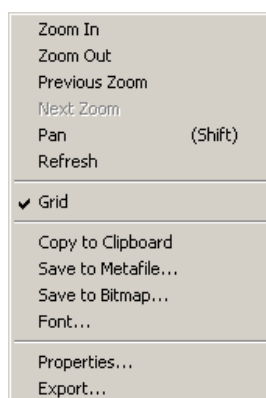 Zoom In
Zoom Out
Previous Zoom
Next Zoom
Pan (Shift)
Refresh
Grid
Copy to Clipboard
Save to Metafile...
Save to Bitmap...
Font...
Properties...
Export...